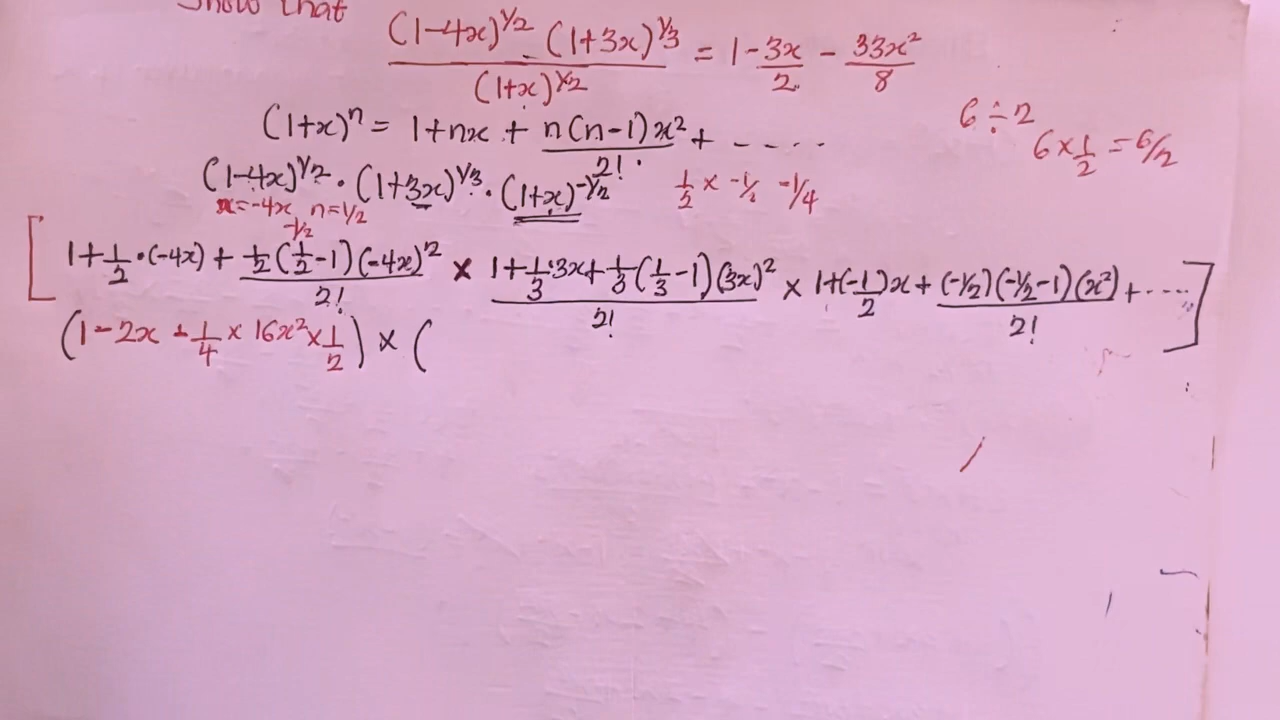 Show that
(1-4x)^1/2 - (1+3x)^1/3 / (1+x)^1/2 = 1 - 3x/2 - 33x²/8
(1+x)^n = 1+nx + n(n-1)x²/2! + - - - -
6 ÷ 2
6 × 1/2 = 6/2
(1-4x)^1/2 · (1+3x)^1/3 · (1+x)^-1/2
1/2 × -1/2 -1/4
x=-4x n=1/2
-1/2
[1+1/2·(-4x) + 1/2(1/2-1)(-4x)²/2! × 1+1/3·3x+1/3(1/3-1)(3x)²/2! × 1+(-1/2)x + (-1/2)(-1/2-1)(x²)/2! + ....]
(1-2x + 1/4 × 16x² × 1/2) × (